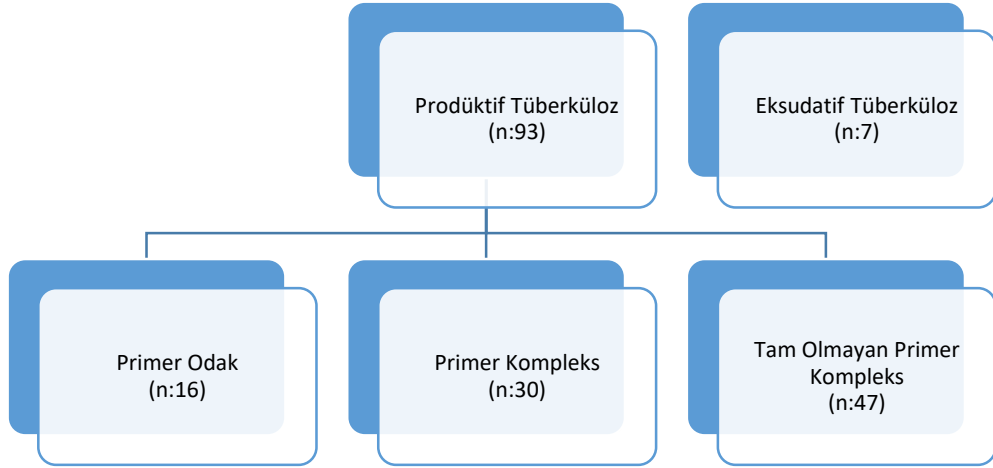 Prodüktif Tüberküloz
(n:93)
Eksudatif Tüberküloz
(n:7)
Primer Odak
(n:16)
Primer Kompleks
(n:30)
Tam Olmayan Primer
Kompleks
(n:47)